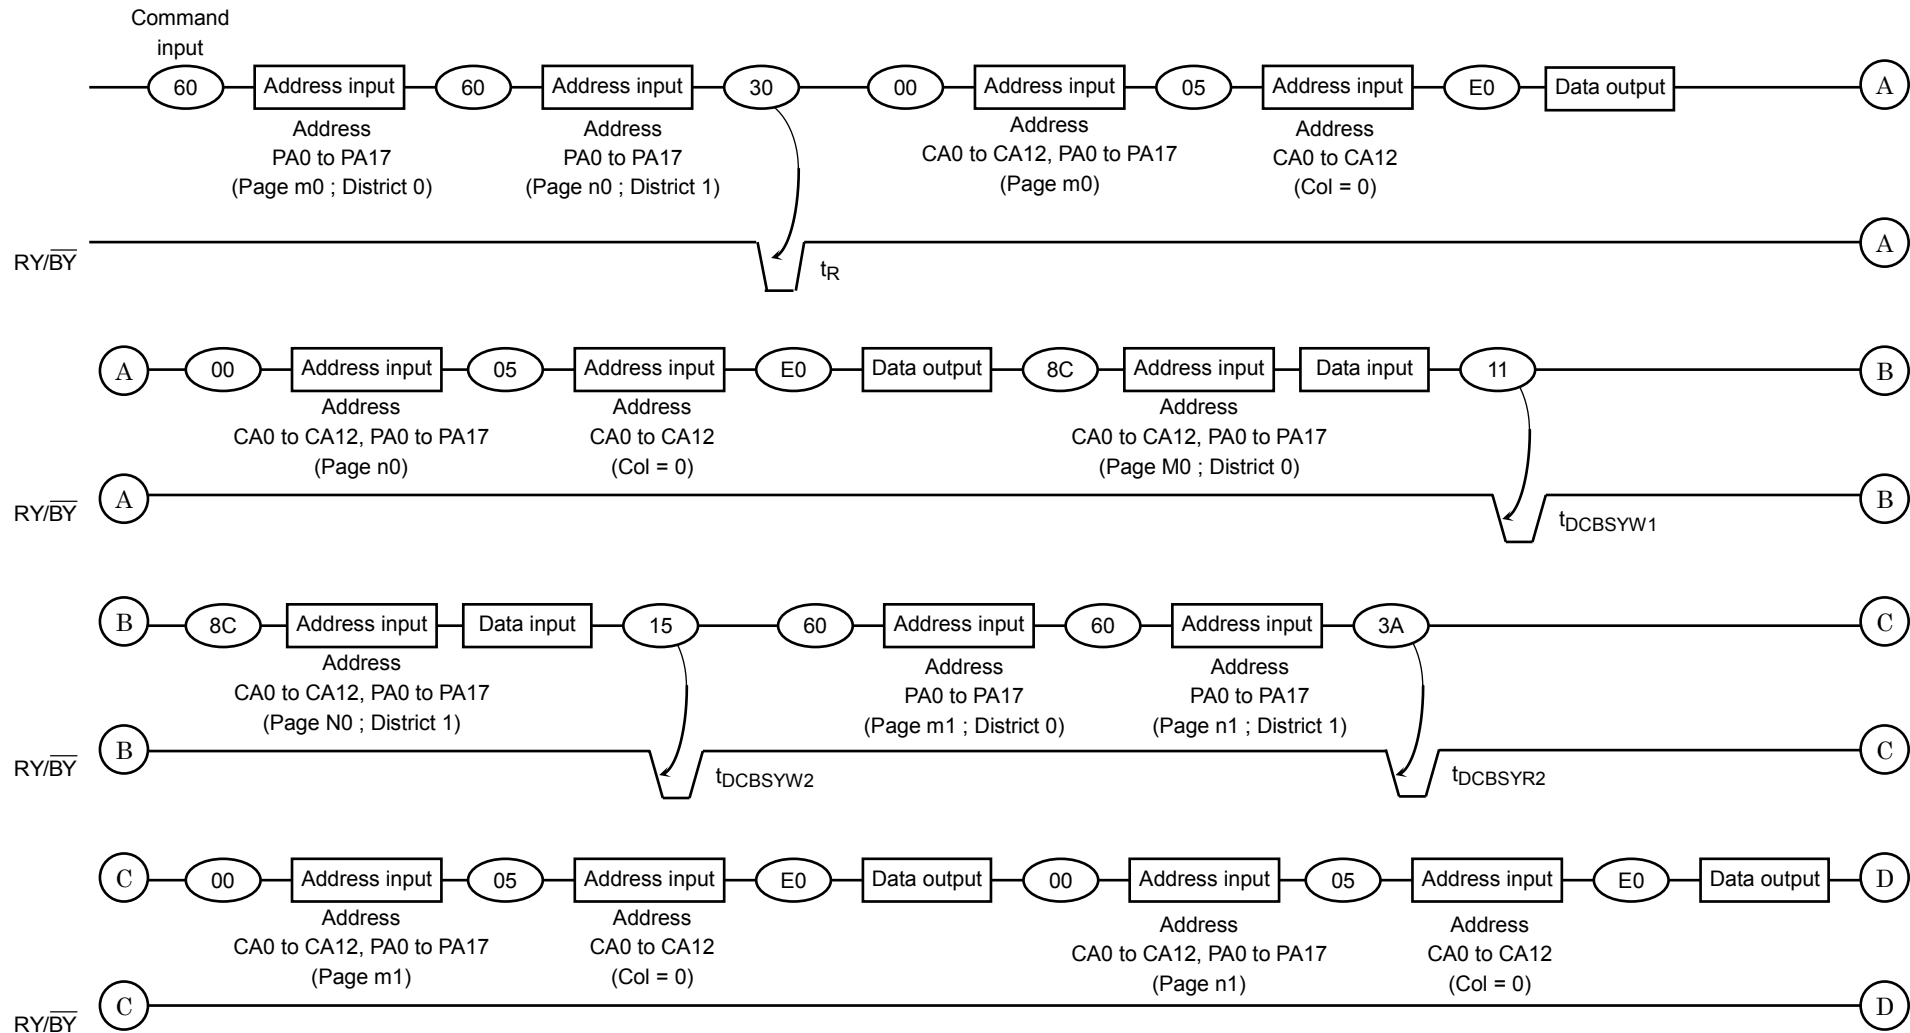 Command
input
60 Address input 60 Address input 30 00 Address input 05 Address input E0 Data output A
Address
PA0 to PA17
(Page m0 ; District 0)
Address
PA0 to PA17
(Page n0 ; District 1)
Address
CA0 to CA12, PA0 to PA17
(Page m0)
Address
CA0 to CA12
(Col = 0)
RY/B̅Y̅ tR A
A 00 Address input 05 Address input E0 Data output 8C Address input Data input 11 B
Address
CA0 to CA12, PA0 to PA17
(Page n0)
Address
CA0 to CA12
(Col = 0)
Address
CA0 to CA12, PA0 to PA17
(Page M0 ; District 0)
RY/B̅Y̅ A tDCBSYW1 B
B 8C Address input Data input 15 60 Address input 60 Address input 3A C
Address
CA0 to CA12, PA0 to PA17
(Page N0 ; District 1)
Address
PA0 to PA17
(Page m1 ; District 0)
Address
PA0 to PA17
(Page n1 ; District 1)
RY/B̅Y̅ B tDCBSYW2 tDCBSYR2 C
C 00 Address input 05 Address input E0 Data output 00 Address input 05 Address input E0 Data output D
Address
CA0 to CA12, PA0 to PA17
(Page m1)
Address
CA0 to CA12
(Col = 0)
Address
CA0 to CA12, PA0 to PA17
(Page n1)
Address
CA0 to CA12
(Col = 0)
RY/B̅Y̅ C D